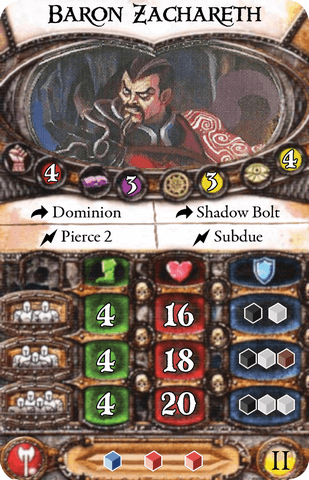 BARON ZACHARETH
4 3 3 4
Dominion Shadow Bolt
Pierce 2 Subdue
4 16
4 18
4 20
II